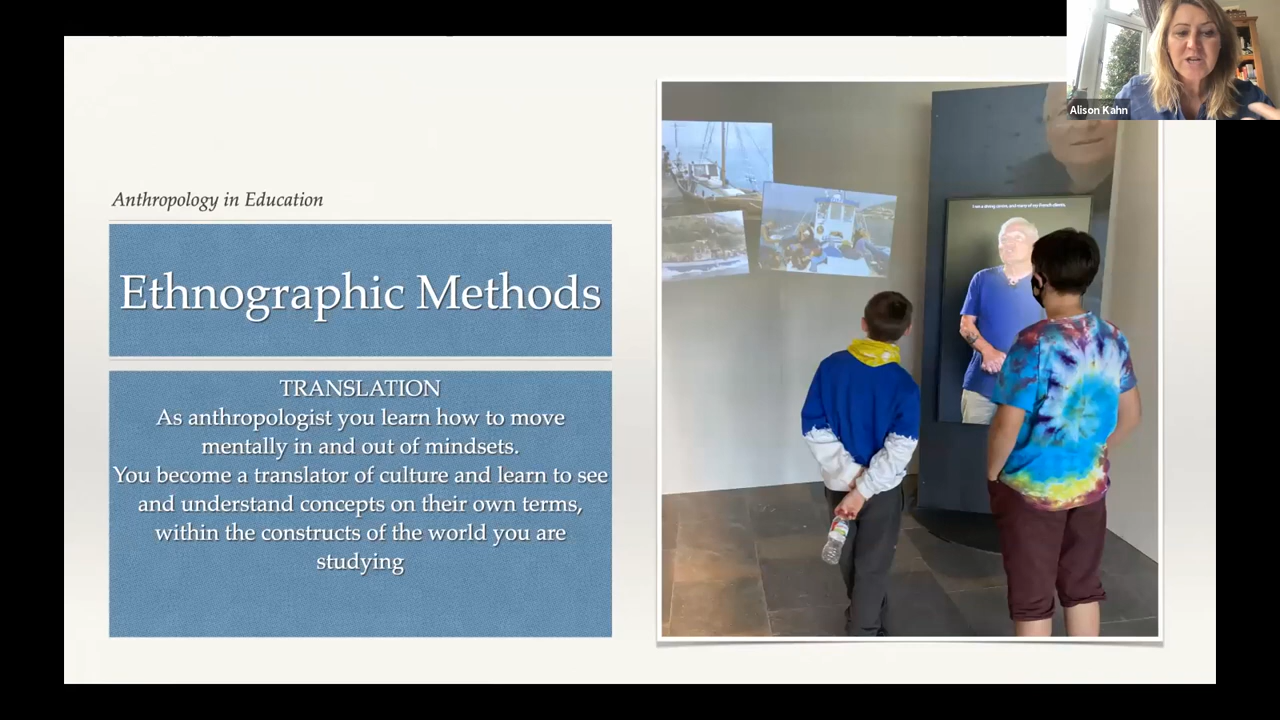 Alison Kahn
Anthropology in Education
Ethnographic Methods
TRANSLATION
As anthropologist you learn how to move
mentally in and out of mindsets.
You become a translator of culture and learn to see
and understand concepts on their own terms,
within the constructs of the world you are
studying